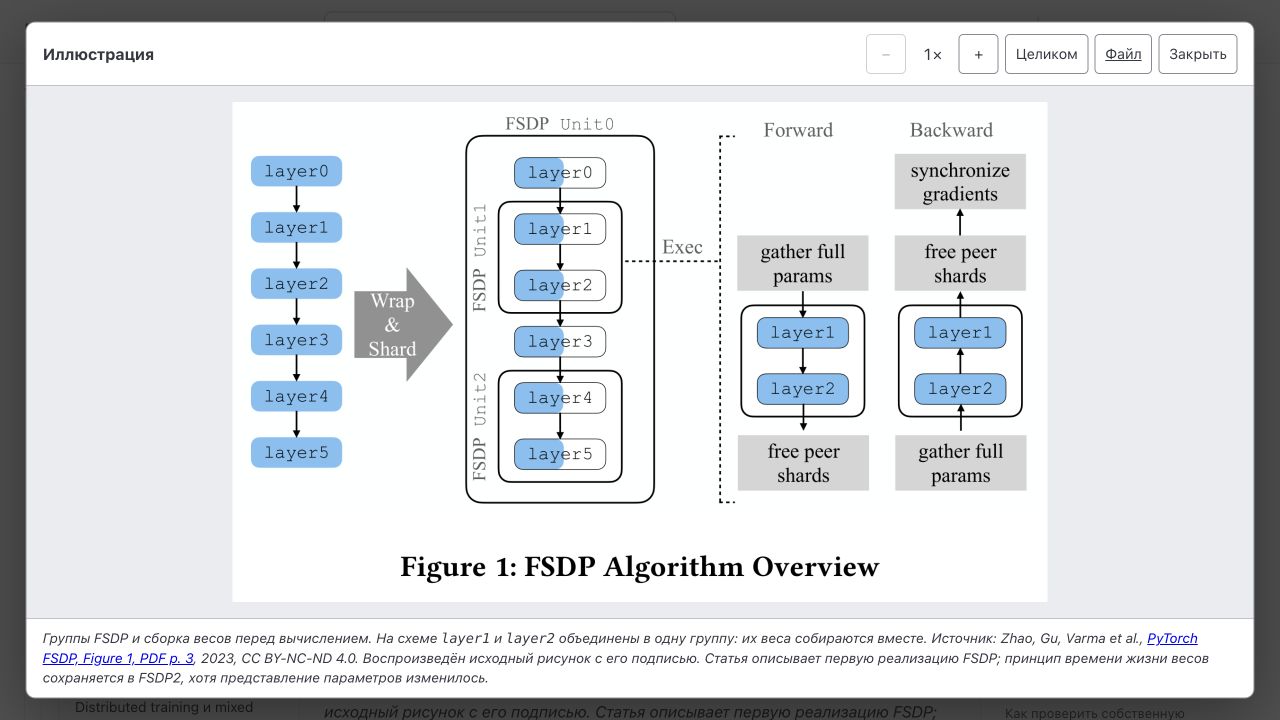 Иллюстрация
−
1×
+
Целиком
Файл
Закрыть
layer0
layer1
layer2
layer3
layer4
layer5
Wrap
&
Shard
FSDP Unit0
layer0
FSDP Unit1
layer1
layer2
layer3
FSDP Unit2
layer4
layer5
Exec
Forward
gather full
params
layer1
layer2
free peer
shards
Backward
synchronize
gradients
free peer
shards
layer1
layer2
gather full
params
Figure 1: FSDP Algorithm Overview
Группы FSDP и сборка весов перед вычислением. На схеме layer1 и layer2 объединены в одну группу: их веса собираются вместе. Источник: Zhao, Gu, Varma et al., PyTorch
FSDP, Figure 1, PDF p. 3, 2023, CC BY-NC-ND 4.0. Воспроизведён исходный рисунок с его подписью. Статья описывает первую реализацию FSDP; принцип времени жизни весов
сохраняется в FSDP2, хотя представление параметров изменилось.
Distributed training и mixed
исходный рисунок с его подписью. Статья описывает первую реализацию FSDP;
Как проверить собственную